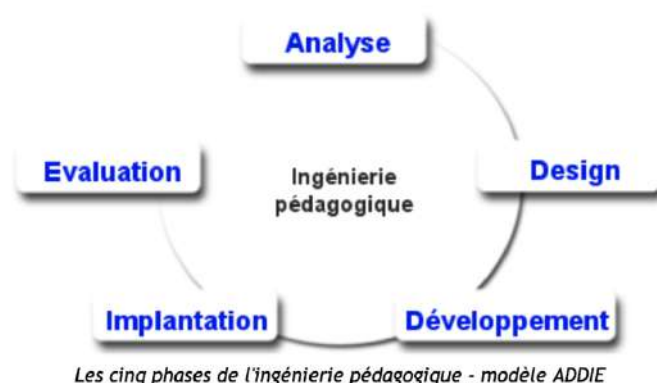 Analyse
Evaluation
Ingénierie
pédagogique
Design
Implantation
Développement
Les cinq phases de l'ingénierie pédagogique - modèle ADDIE